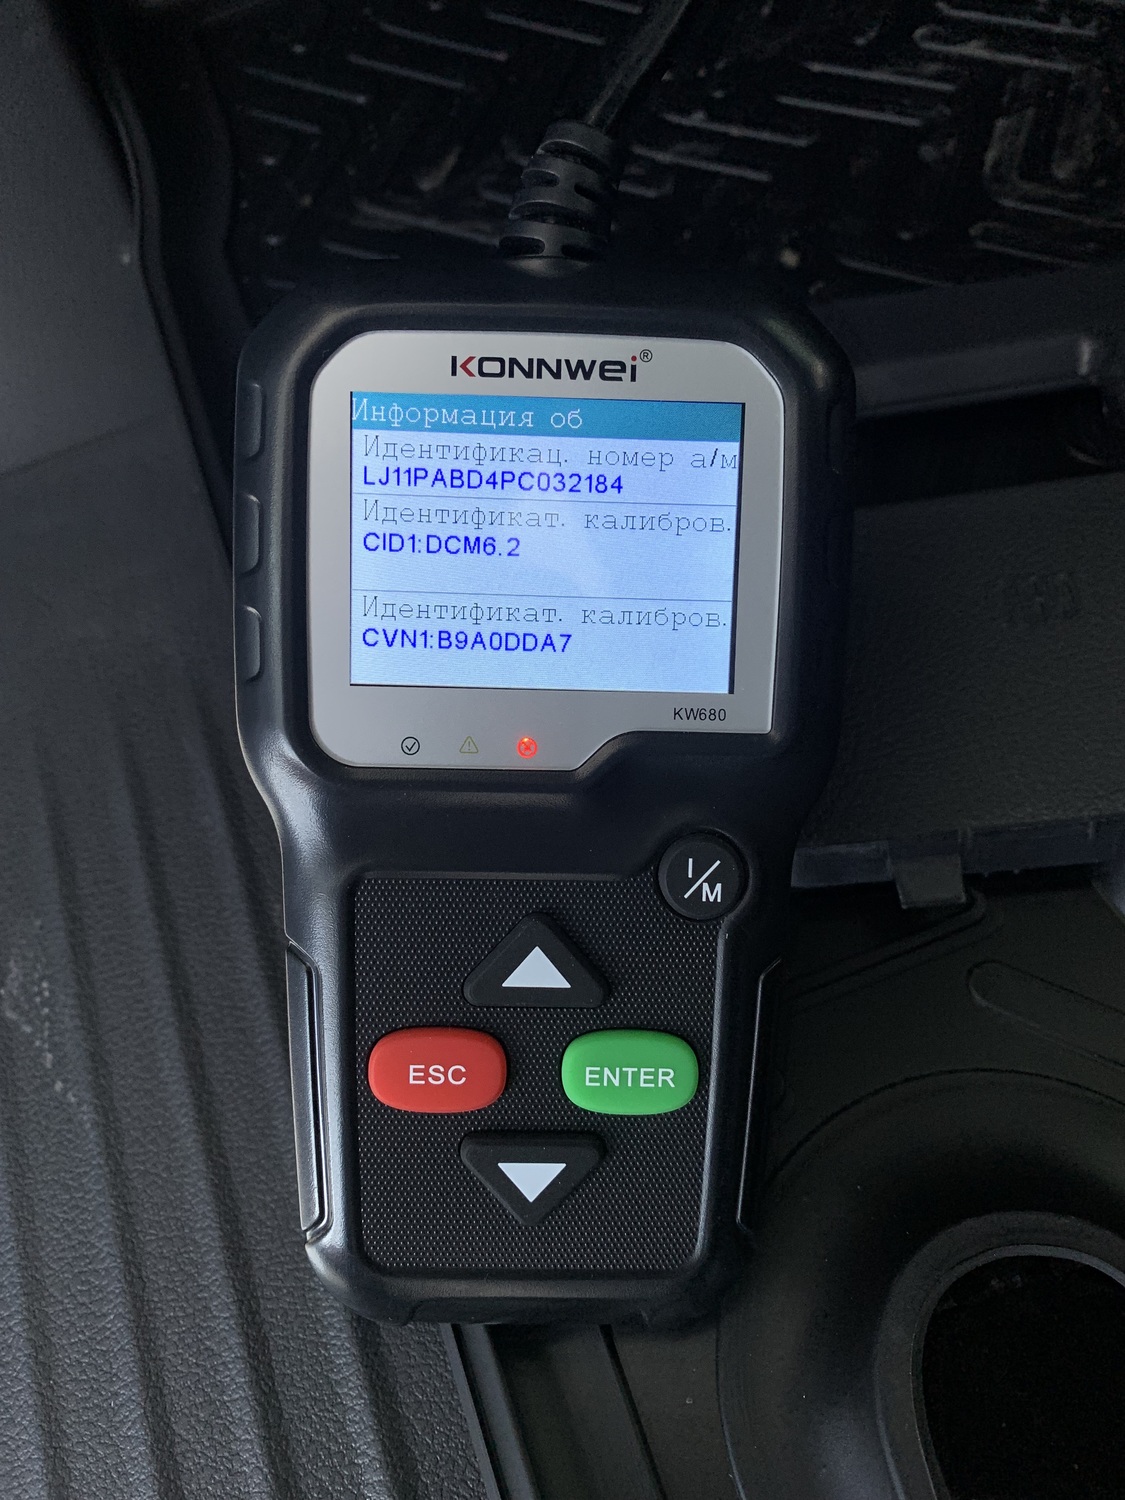 KONNWEI®
Информация об
Идентификац. номер а/м
LJ11PABD4PC032184
Идентификат. калибров.
CID1:DCM6.2
Идентификат. калибров.
CVN1:B9A0DDA7
KW680
I/M
ESC
ENTER